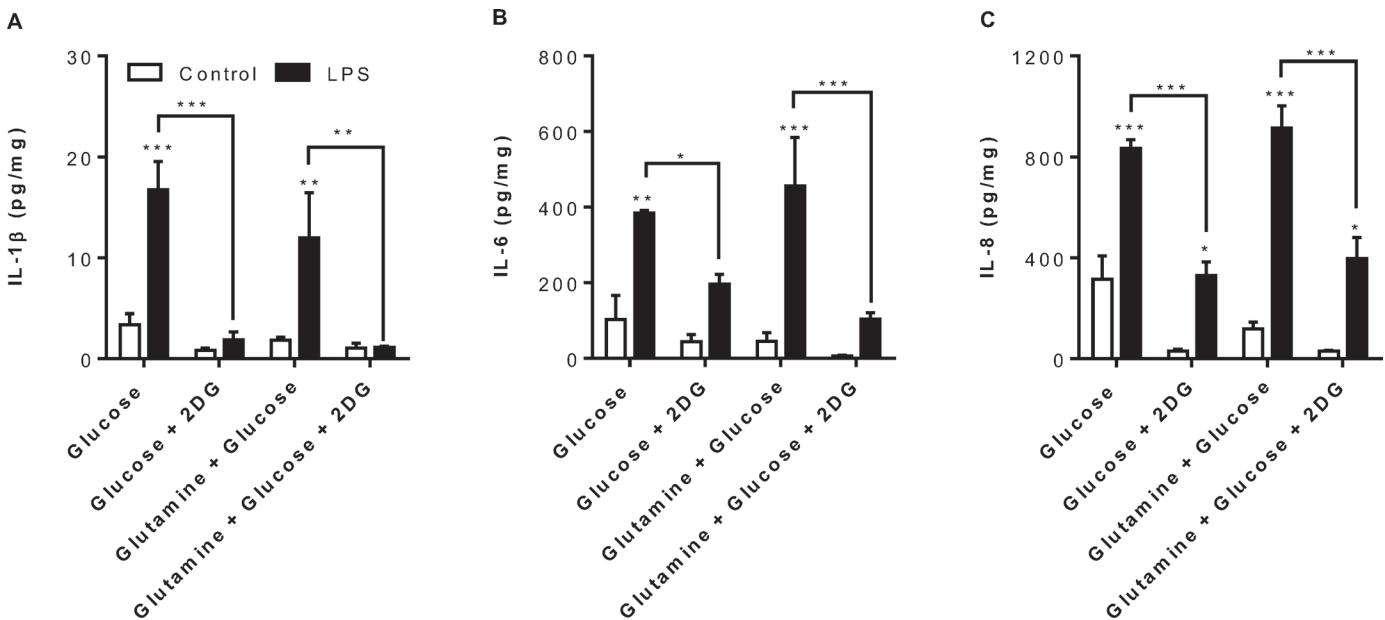 A
IL-1β (pg/mg)
30
20
10
0
Control
LPS
***
***
**
**
Glucose
Glucose + 2DG
Glutamine + Glucose
Glutamine + Glucose + 2DG
B
IL-6 (pg/mg)
800
600
400
200
0
**
*
***
***
Glucose
Glucose + 2DG
Glutamine + Glucose
Glutamine + Glucose + 2DG
C
IL-8 (pg/mg)
1200
800
400
0
***
***
*
***
***
*
Glucose
Glucose + 2DG
Glutamine + Glucose
Glutamine + Glucose + 2DG